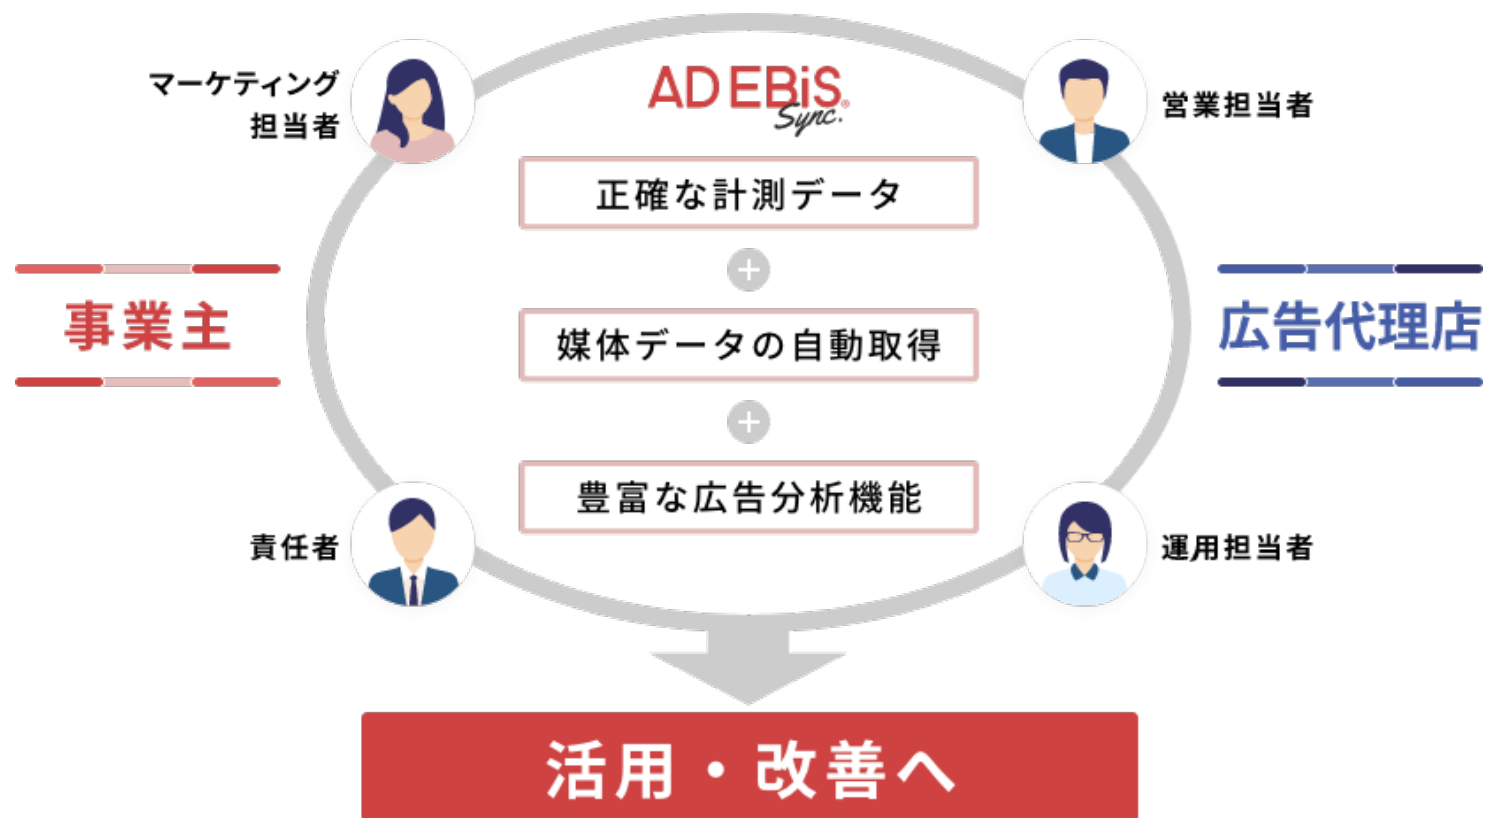 AD EBiS®
Sync.
マーケティング
担当者
営業担当者
正確な計測データ
+
事業主
媒体データの自動取得
広告代理店
+
豊富な広告分析機能
責任者
運用担当者
活用・改善へ